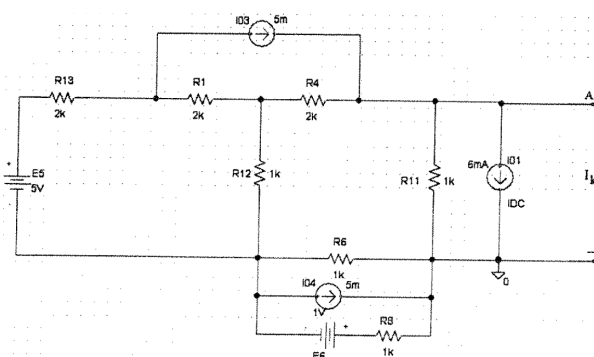 I03 5m
R13 R1 R4 A
2k 2k 2k
R12 1k R11 1k 6mA I01
E5 IDC
5V
R6
1k 0
I04 5m
1V
R8
1k
E6